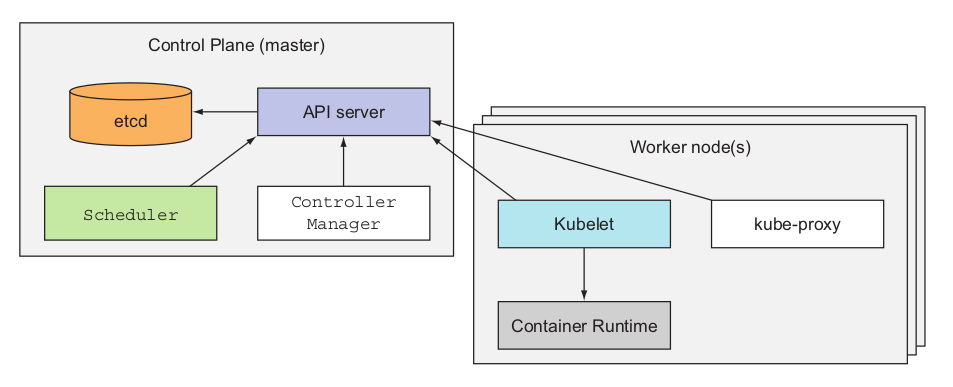 Control Plane (master)
etcd
API server
Scheduler
Controller
Manager
Worker node(s)
Kubelet
kube-proxy
Container Runtime